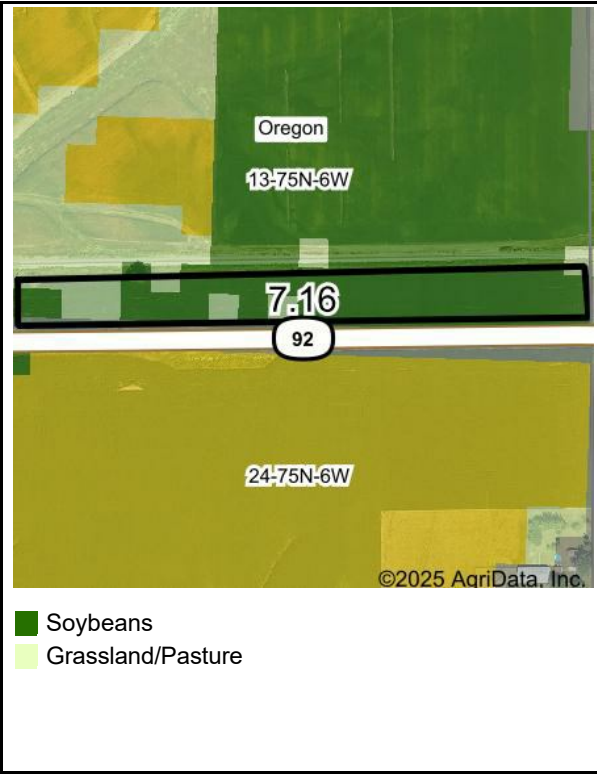 Oregon
13-75N-6W
7.16
92
24-75N-6W
©2025 AgriData, Inc.
Soybeans
Grassland/Pasture